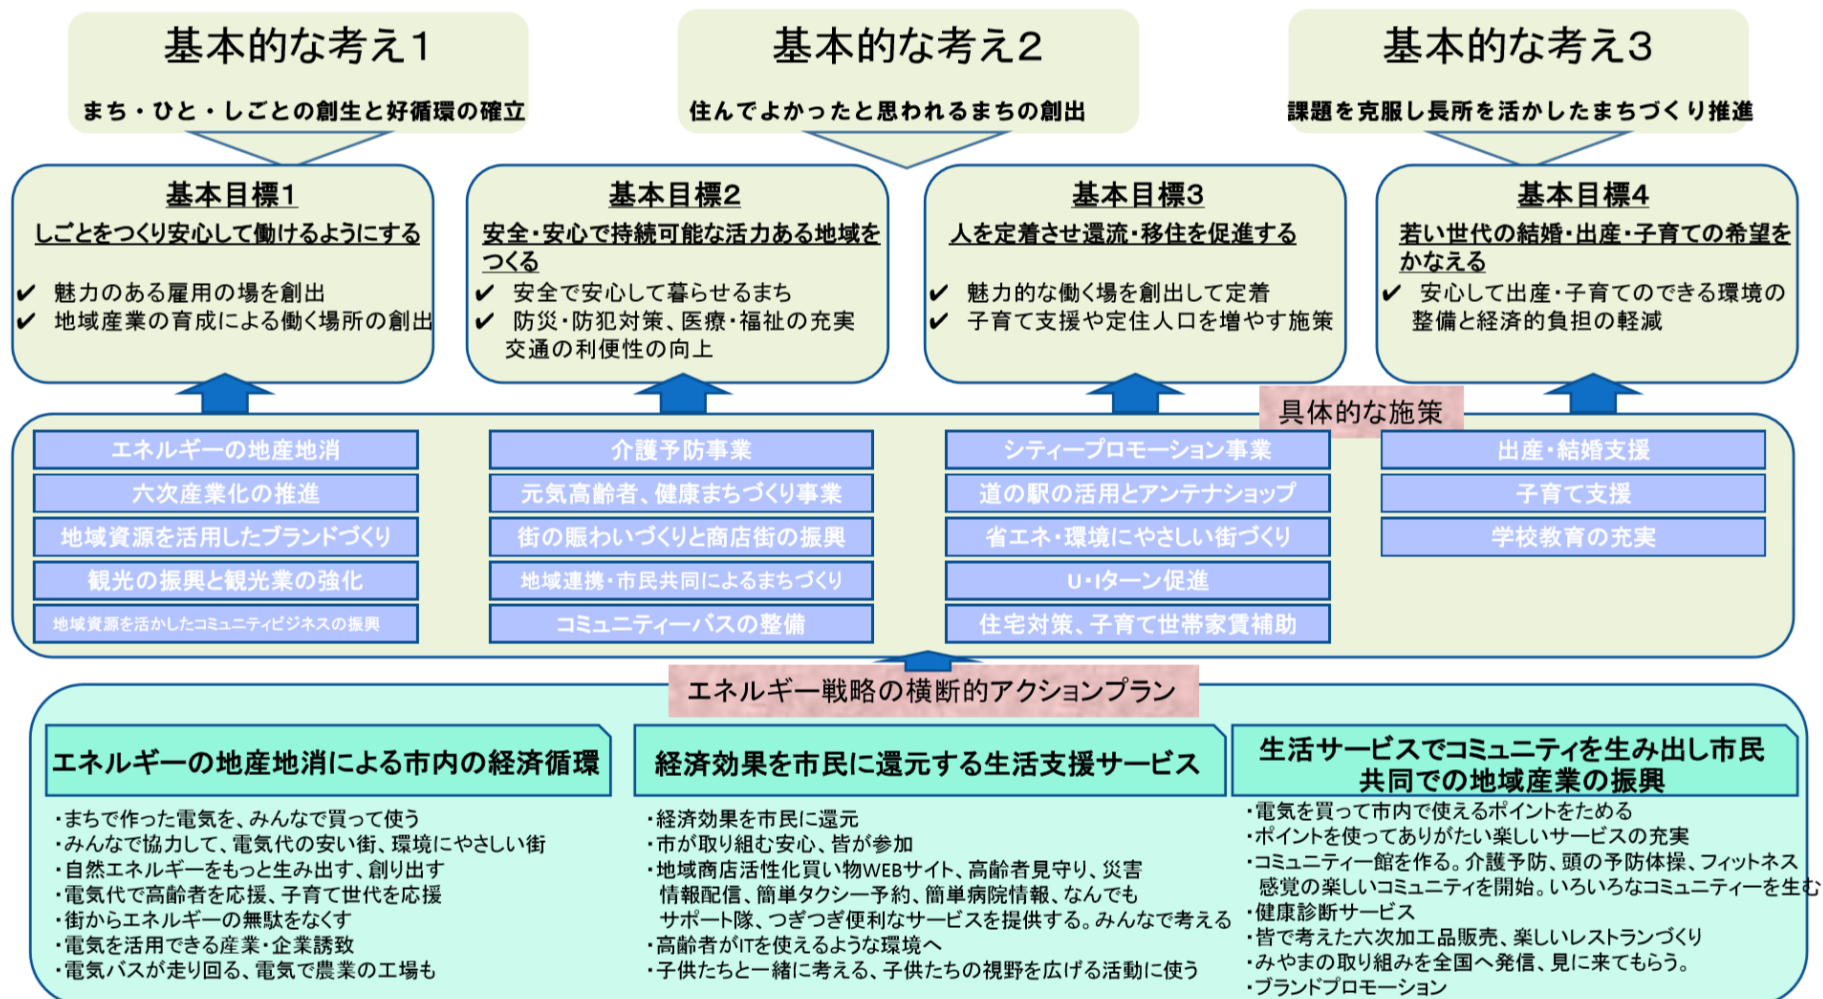 基本的な考え1
まち・ひと・しごとの創生と好循環の確立
基本的な考え2
住んでよかったと思われるまちの創出
基本的な考え3
課題を克服し長所を活かしたまちづくり推進
基本目標1
しごとをつくり安心して働けるようにする
✔ 魅力のある雇用の場を創出
✔ 地域産業の育成による働く場所の創出
基本目標2
安全・安心で持続可能な活力ある地域を
つくる
✔ 安全で安心して暮らせるまち
✔ 防災・防犯対策、医療・福祉の充実
交通の利便性の向上
基本目標3
人を定着させ還流・移住を促進する
✔ 魅力的な働く場を創出して定着
✔ 子育て支援や定住人口を増やす施策
基本目標4
若い世代の結婚・出産・子育ての希望を
かなえる
✔ 安心して出産・子育てのできる環境の
整備と経済的負担の軽減
具体的な施策
エネルギーの地産地消
六次産業化の推進
地域資源を活用したブランドづくり
観光の振興と観光業の強化
地域資源を活かしたコミュニティビジネスの振興
介護予防事業
元気高齢者、健康まちづくり事業
街の賑わいづくりと商店街の振興
地域連携・市民共同によるまちづくり
コミュニティーバスの整備
シティープロモーション事業
道の駅の活用とアンテナショップ
省エネ・環境にやさしい街づくり
U・Iターン促進
住宅対策、子育て世帯家賃補助
出産・結婚支援
子育て支援
学校教育の充実
エネルギー戦略の横断的アクションプラン
エネルギーの地産地消による市内の経済循環
・まちで作った電気を、みんなで買って使う
・みんなで協力して、電気代の安い街、環境にやさしい街
・自然エネルギーをもっと生み出す、創り出す
・電気代で高齢者を応援、子育て世代を応援
・街からエネルギーの無駄をなくす
・電気を活用できる産業・企業誘致
・電気バスが走り回る、電気で農業の工場も
経済効果を市民に還元する生活支援サービス
・経済効果を市民に還元
・市が取り組む安心、皆が参加
・地域商店活性化買い物WEBサイト、高齢者見守り、災害
情報配信、簡単タクシー予約、簡単病院情報、なんでも
サポート隊、つぎつぎ便利なサービスを提供する。みんなで考える
・高齢者がITを使えるような環境へ
・子供たちと一緒に考える、子供たちの視野を広げる活動に使う
生活サービスでコミュニティを生み出し市民
共同での地域産業の振興
・電気を買って市内で使えるポイントをためる
・ポイントを使ってありがたい楽しいサービスの充実
・コミュニティー館を作る。介護予防、頭の予防体操、フィットネス
感覚の楽しいコミュニティを開始。いろいろなコミュニティーを生む
・健康診断サービス
・皆で考えた六次加工品販売、楽しいレストランづくり
・みやまの取り組みを全国へ発信、見に来てもらう。
・ブランドプロモーション